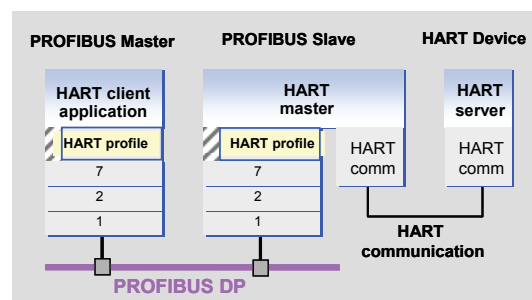 PROFIBUS Master
PROFIBUS Slave
HART Device
HART client
application
HART
master
HART
server
HART profile
HART profile
HART
comm
HART
comm
7
7
2
2
1
1
HART
communication
PROFIBUS DP